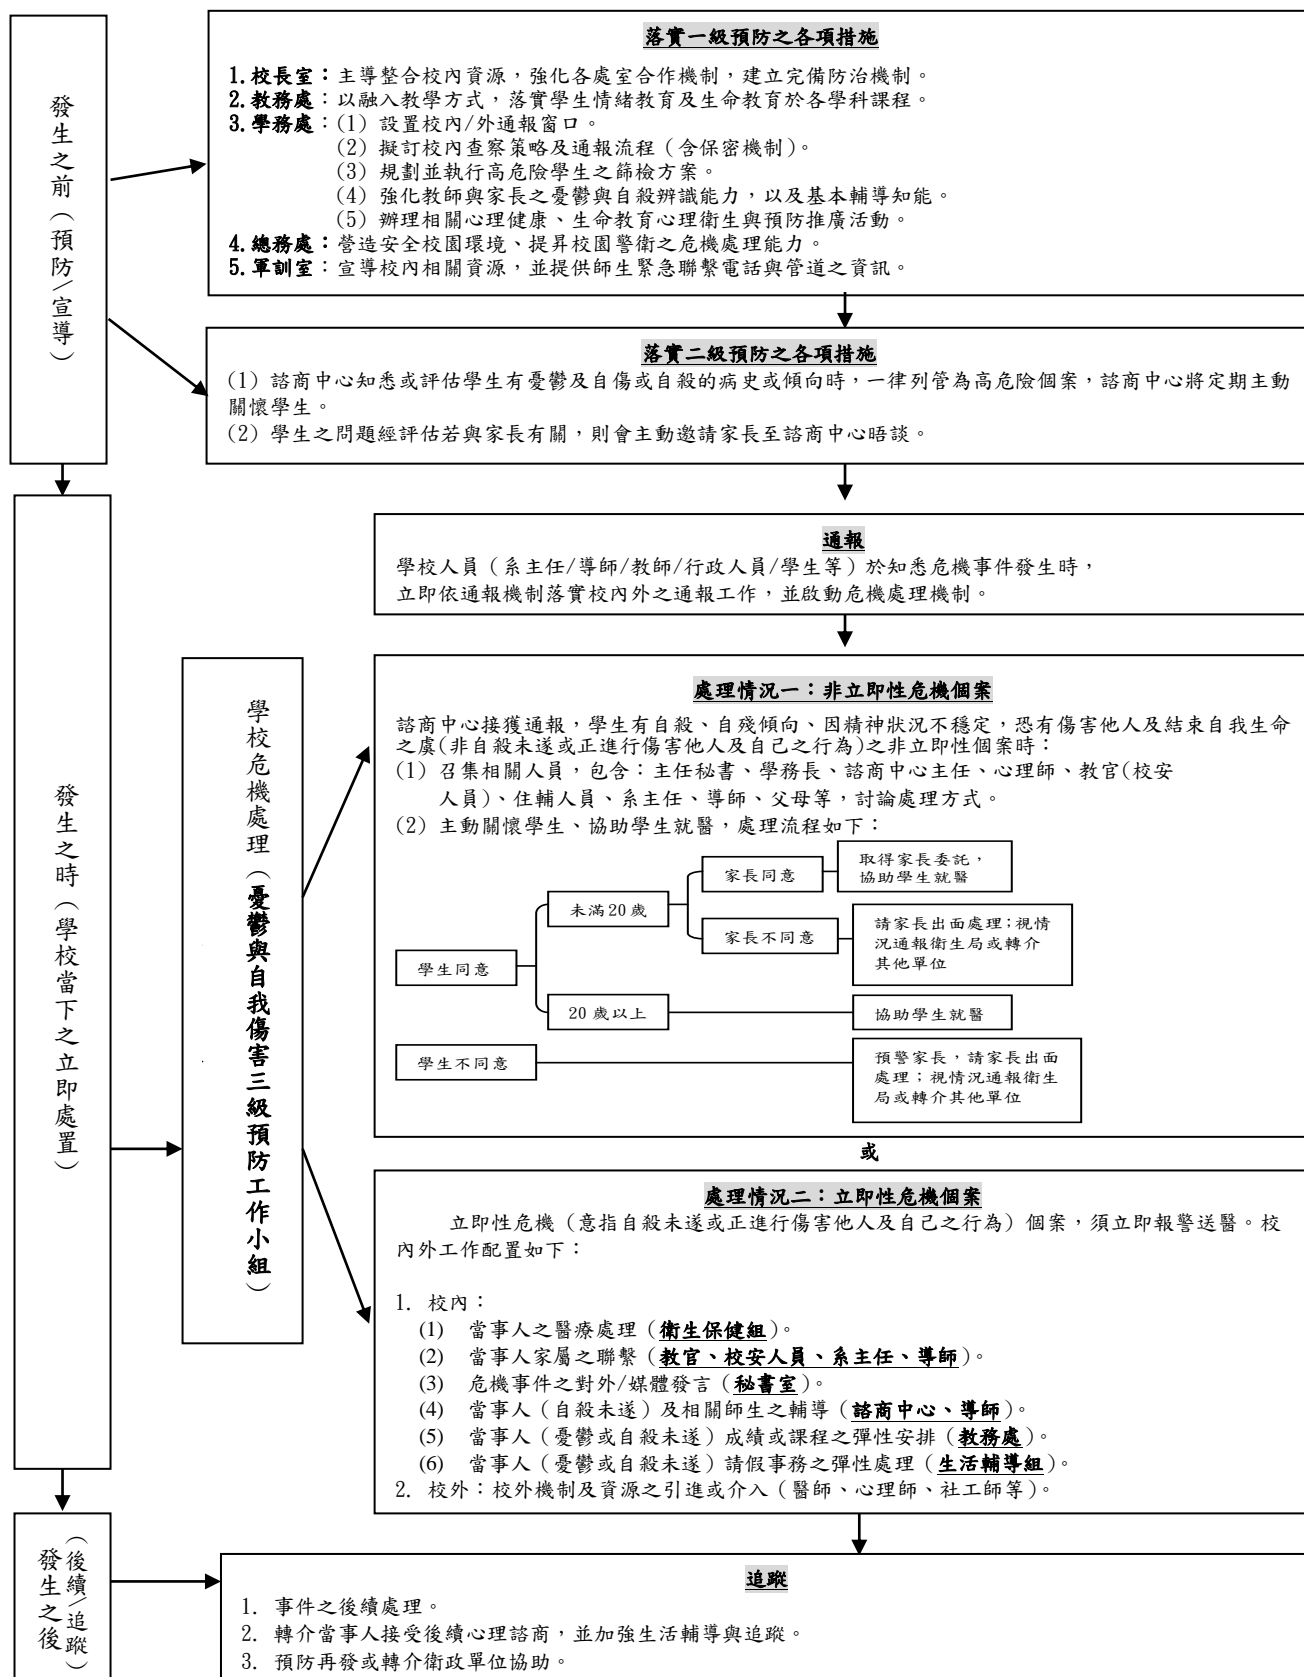 發生之前（預防/宣導）
落實一級預防之各項措施
1.校長室：主導整合校內資源，強化各處室合作機制，建立完備防治機制。
2.教務處：以融入教學方式，落實學生情緒教育及生命教育於各學科課程。
3.學務處：(1) 設置校內/外通報窗口。
(2) 擬訂校內查察策略及通報流程（含保密機制）。
(3) 規劃並執行高危險學生之篩檢方案。
(4) 強化教師與家長之憂鬱與自殺辨識能力，以及基本輔導知能。
(5) 辦理相關心理健康、生命教育心理衛生與預防推廣活動。
4.總務處：營造安全校園環境、提昇校園警衛之危機處理能力。
5.軍訓室：宣導校內相關資源，並提供師生緊急聯繫電話與管道之資訊。
落實二級預防之各項措施
(1) 諮商中心知悉或評估學生有憂鬱及自傷或自殺的病史或傾向時，一律列管為高危險個案，諮商中心將定期主動
關懷學生。
(2) 學生之問題經評估若與家長有關，則會主動邀請家長至諮商中心晤談。
發生之時（學校當下之立即處置）
通報
學校人員（系主任/導師/教師/行政人員/學生等）於知悉危機事件發生時，
立即依通報機制落實校內外之通報工作，並啟動危機處理機制。
學校危機處理（憂鬱與自我傷害三級預防工作小組）
處理情況一：非立即性危機個案
諮商中心接獲通報，學生有自殺、自殘傾向、因精神狀況不穩定，恐有傷害他人及結束自我生命
之虞(非自殺未遂或正進行傷害他人及自己之行為)之非立即性個案時：
(1) 召集相關人員，包含：主任秘書、學務長、諮商中心主任、心理師、教官(校安
人員)、住輔人員、系主任、導師、父母等，討論處理方式。
(2) 主動關懷學生、協助學生就醫，處理流程如下：
學生同意
未滿20歲
家長同意
取得家長委託，
協助學生就醫
家長不同意
請家長出面處理；視情
況通報衛生局或轉介
其他單位
20歲以上
協助學生就醫
學生不同意
預警家長，請家長出面
處理；視情況通報衛生
局或轉介其他單位
或
處理情況二：立即性危機個案
立即性危機（意指自殺未遂或正進行傷害他人及自己之行為）個案，須立即報警送醫。校
內外工作配置如下：
1. 校內：
(1) 當事人之醫療處理（衛生保健組）。
(2) 當事人家屬之聯繫（教官、校安人員、系主任、導師）。
(3) 危機事件之對外/媒體發言（秘書室）。
(4) 當事人（自殺未遂）及相關師生之輔導（諮商中心、導師）。
(5) 當事人（憂鬱或自殺未遂）成績或課程之彈性安排（教務處）。
(6) 當事人（憂鬱或自殺未遂）請假事務之彈性處理（生活輔導組）。
2. 校外：校外機制及資源之引進或介入（醫師、心理師、社工師等）。
發生之後
（後續/追蹤）
追蹤
1. 事件之後續處理。
2. 轉介當事人接受後續心理諮商，並加強生活輔導與追蹤。
3. 預防再發或轉介衛政單位協助。